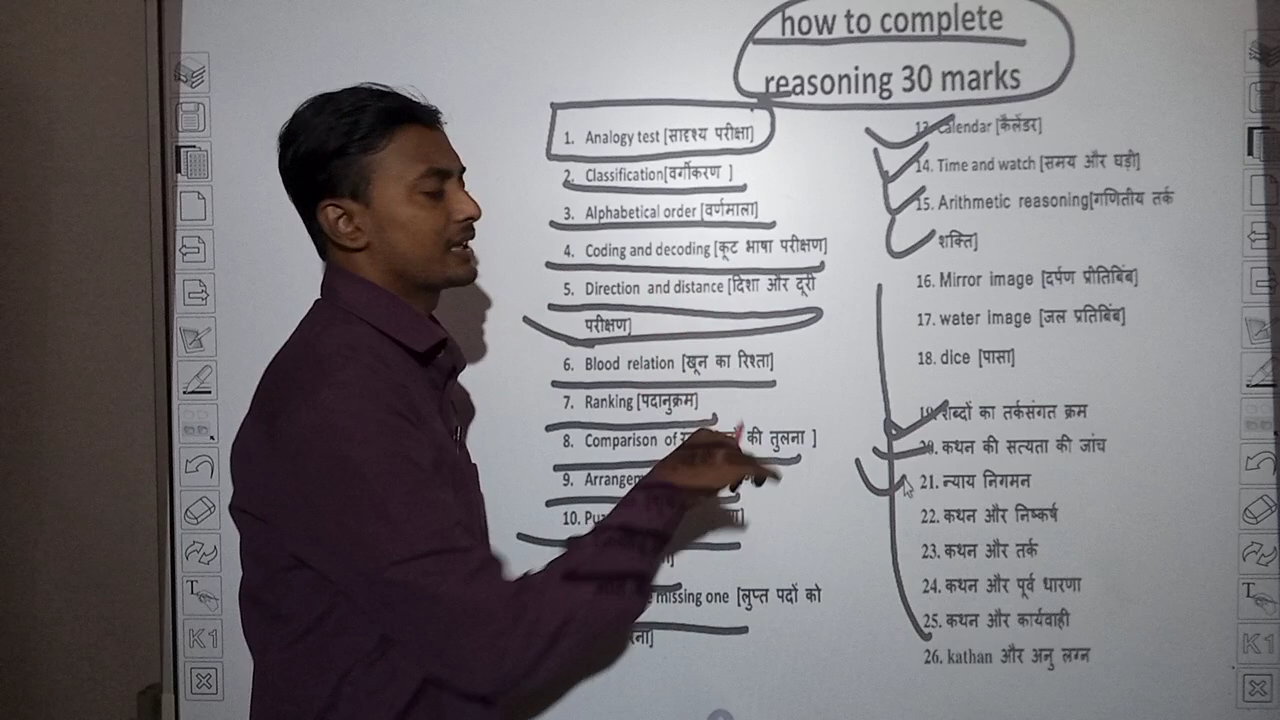 how to complete
reasoning 30 marks
1. Analogy test [सादृश्य परीक्षा]
2. Classification[वर्गीकरण ]
3. Alphabetical order [वर्णमाला]
4. Coding and decoding [कूट भाषा परीक्षण]
5. Direction and distance [दिशा और दूरी
परीक्षण]
6. Blood relation [खून का रिश्ता]
7. Ranking [पदानुक्रम]
8. Comparison of की तुलना ]
9.
10.
missing one [लुप्त पदों को
13. calendar [कैलेंडर]
14. Time and watch [समय और घड़ी]
15. Arithmetic reasoning[गणितीय तर्क
शक्ति]
16. Mirror image [दर्पण प्रीतिबिंब]
17. water image [जल प्रतिबिंब]
18. dice [पासा]
19. शब्दों का तर्कसंगत क्रम
20. कथन की सत्यता की जांच
21. न्याय निगमन
22. कथन और निष्कर्ष
23. कथन और तर्क
24. कथन और पूर्व धारणा
25. कथन और कार्यवाही
26. kathan और अनु लग्न
K1
K1